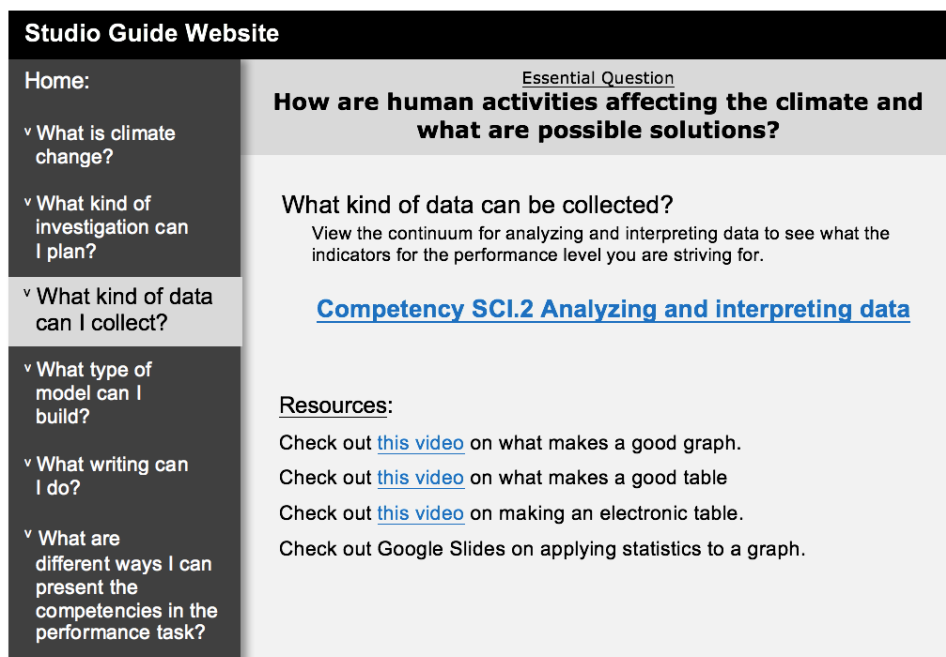 Studio Guide Website
Home:
v What is climate
change?
v What kind of
investigation can
I plan?
v What kind of data
can I collect?
v What type of
model can I
build?
v What writing can
I do?
v What are
different ways I can
present the
competencies in the
performance task?
Essential Question
How are human activities affecting the climate and
what are possible solutions?
What kind of data can be collected?
View the continuum for analyzing and interpreting data to see what the
indicators for the performance level you are striving for.
Competency SCI.2 Analyzing and interpreting data
Resources:
Check out this video on what makes a good graph.
Check out this video on what makes a good table
Check out this video on making an electronic table.
Check out Google Slides on applying statistics to a graph.